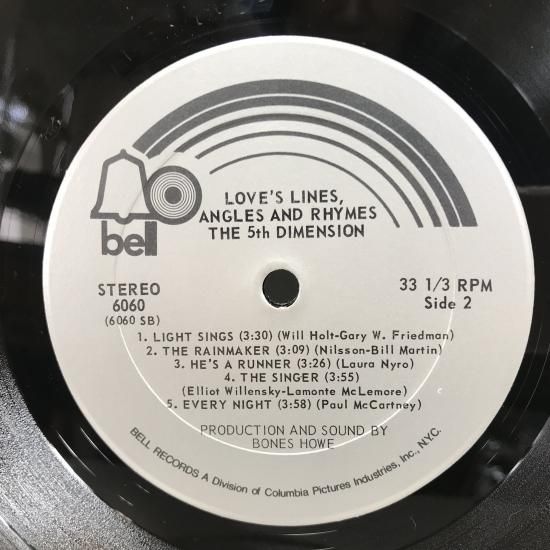 LOVE'S LINES,
ANGLES AND RHYMES
THE 5th DIMENSION
bell
STEREO
6060
(6060 SB)
33 1/3 RPM
Side 2
1. LIGHT SINGS (3:30) (Will Holt-Gary W. Friedman)
2. THE RAINMAKER (3:09) (Nilsson-Bill Martin)
3. HE'S A RUNNER (3:26) (Laura Nyro)
4. THE SINGER (3:55)
(Elliot Willensky-Lamonte McLemore)
5. EVERY NIGHT (3:58) (Paul McCartney)
PRODUCTION AND SOUND BY
BONES HOWE
BELL RECORDS A Division of Columbia Pictures Industries, Inc., N.Y.C.